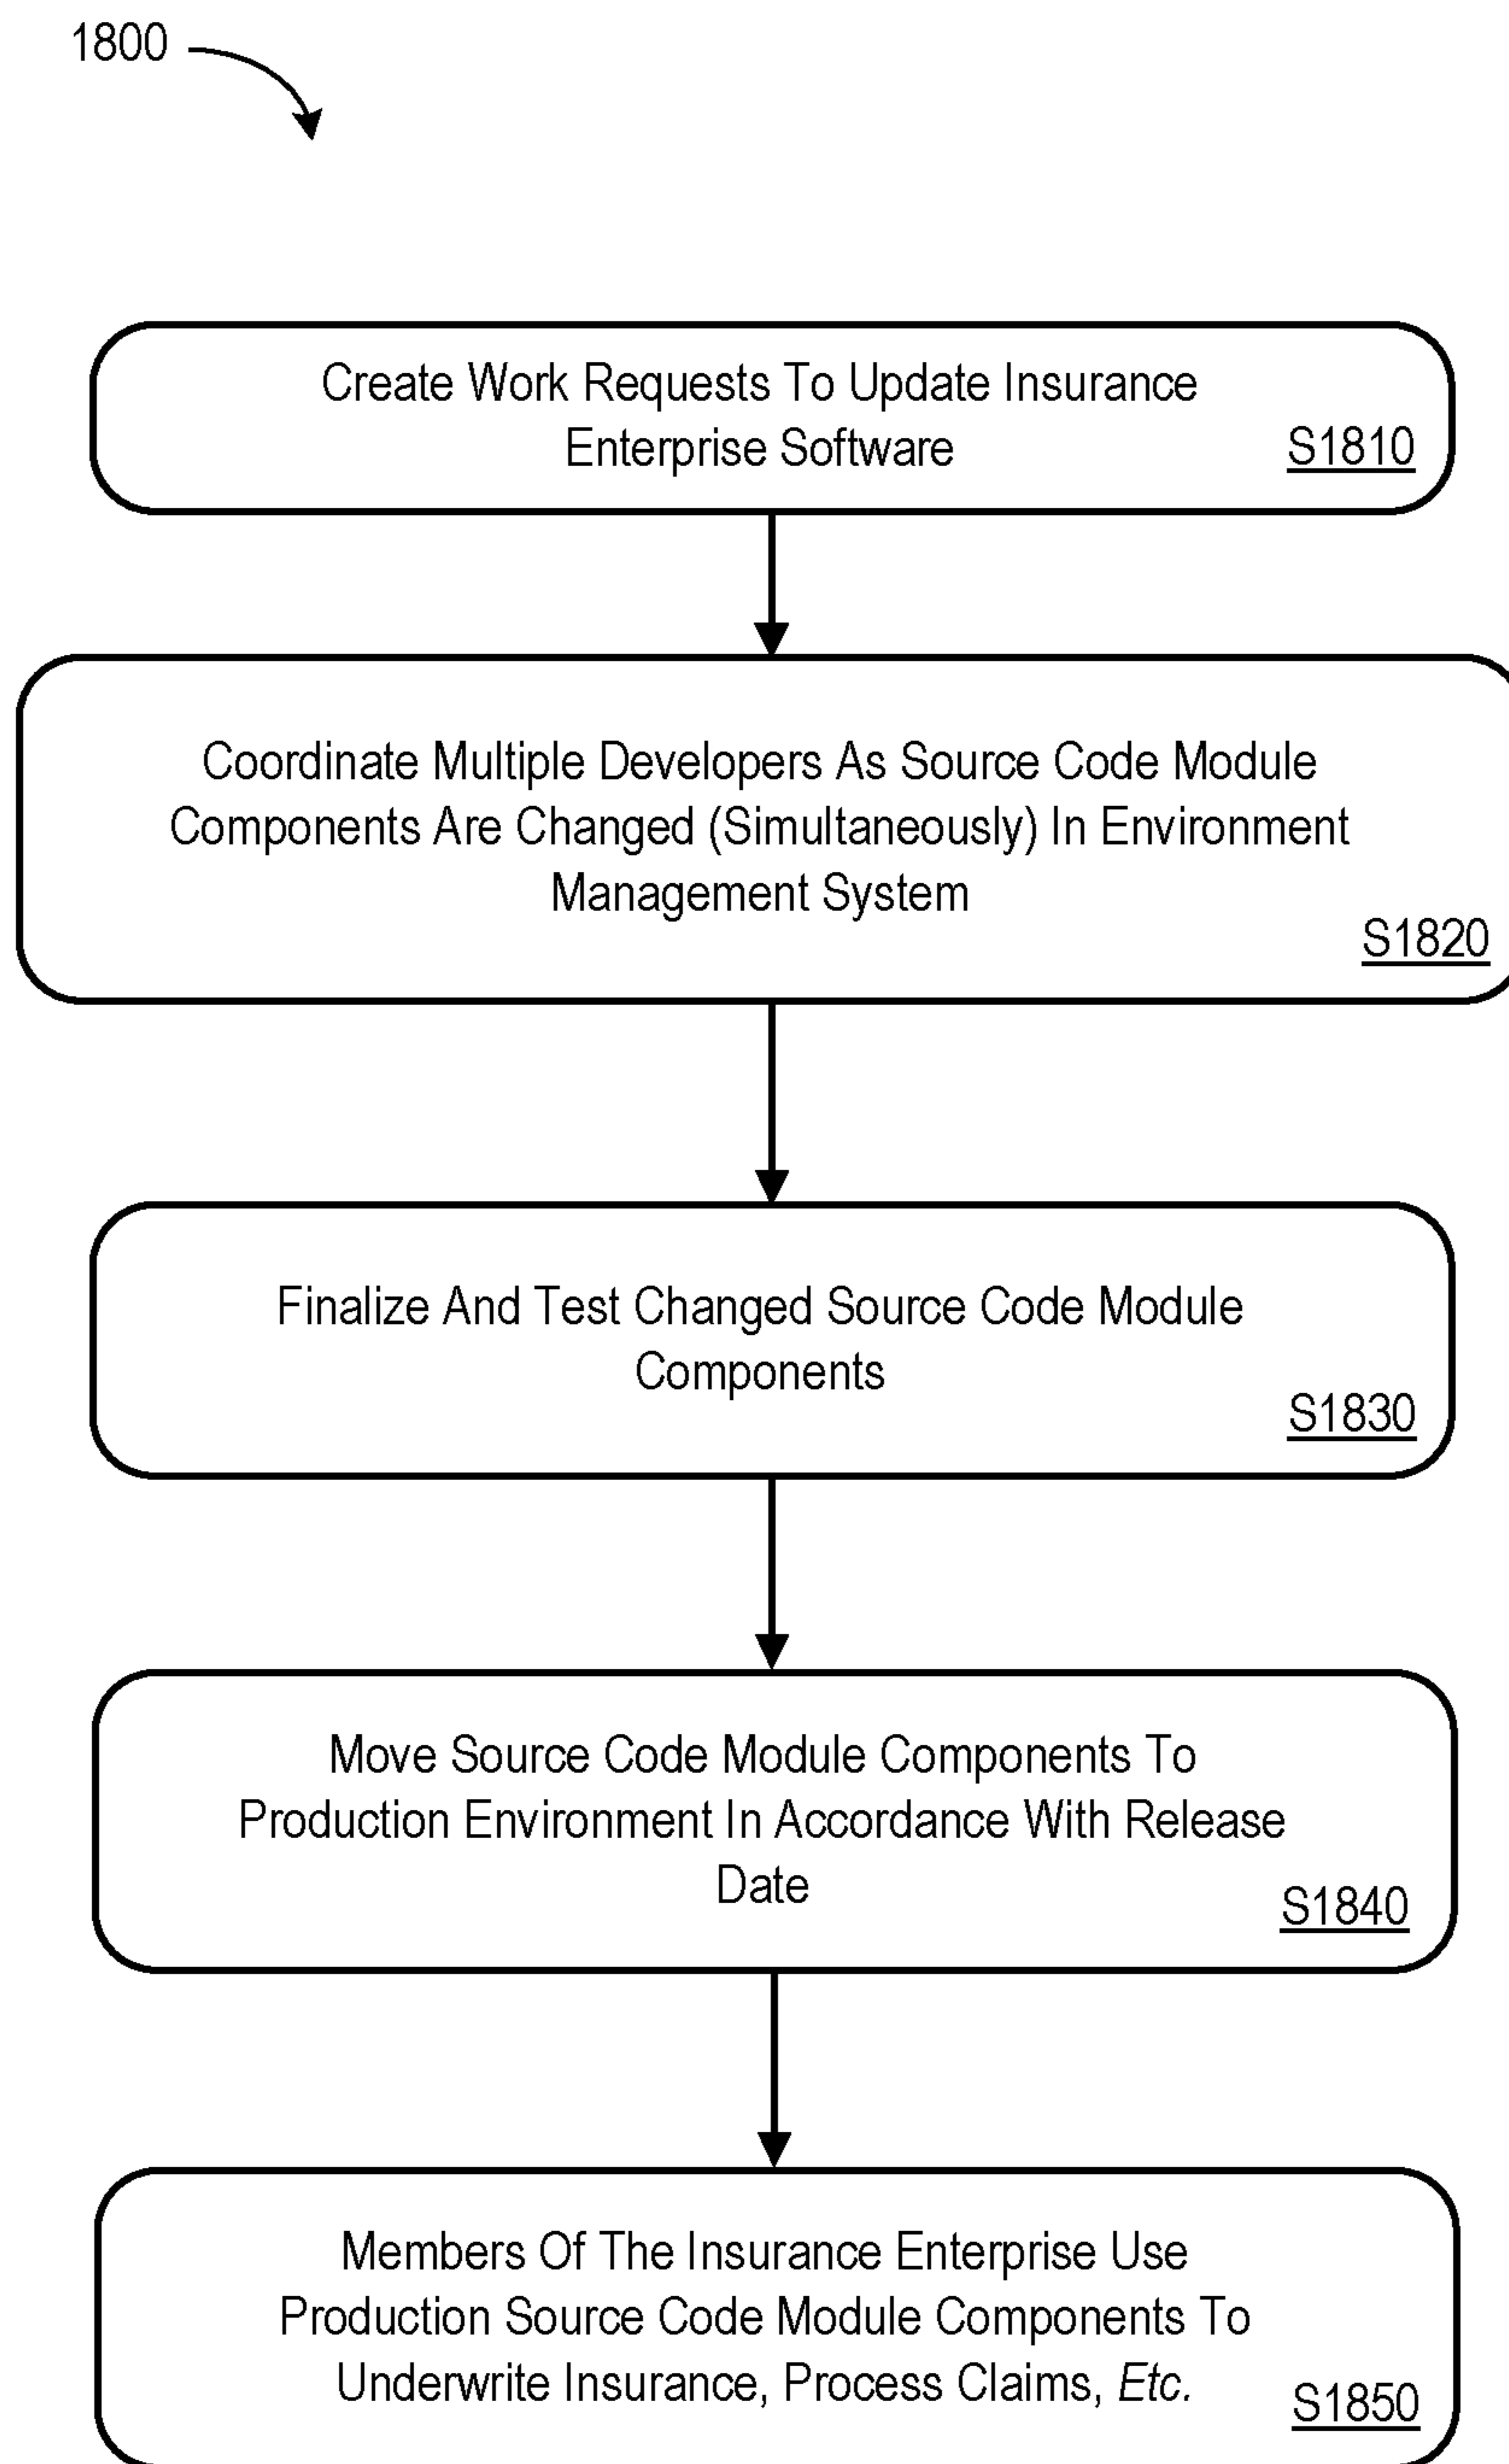 1800
Create Work Requests To Update Insurance
Enterprise Software
S1810
Coordinate Multiple Developers As Source Code Module
Components Are Changed (Simultaneously) In Environment
Management System
S1820
Finalize And Test Changed Source Code Module
Components
S1830
Move Source Code Module Components To
Production Environment In Accordance With Release
Date
S1840
Members Of The Insurance Enterprise Use
Production Source Code Module Components To
Underwrite Insurance, Process Claims, Etc.
S1850